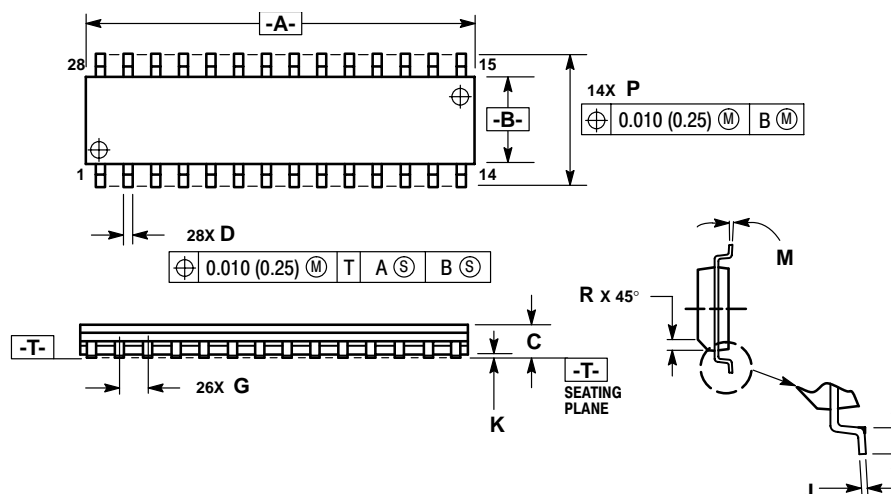 -A-
28
15
14X P
-B-
⌖ 0.010 (0.25) Ⓜ B Ⓜ
1
14
28X D
⌖ 0.010 (0.25) Ⓜ T A Ⓢ B Ⓢ
M
R X 45°
-T-
C
26X G
K
-T-
SEATING
PLANE